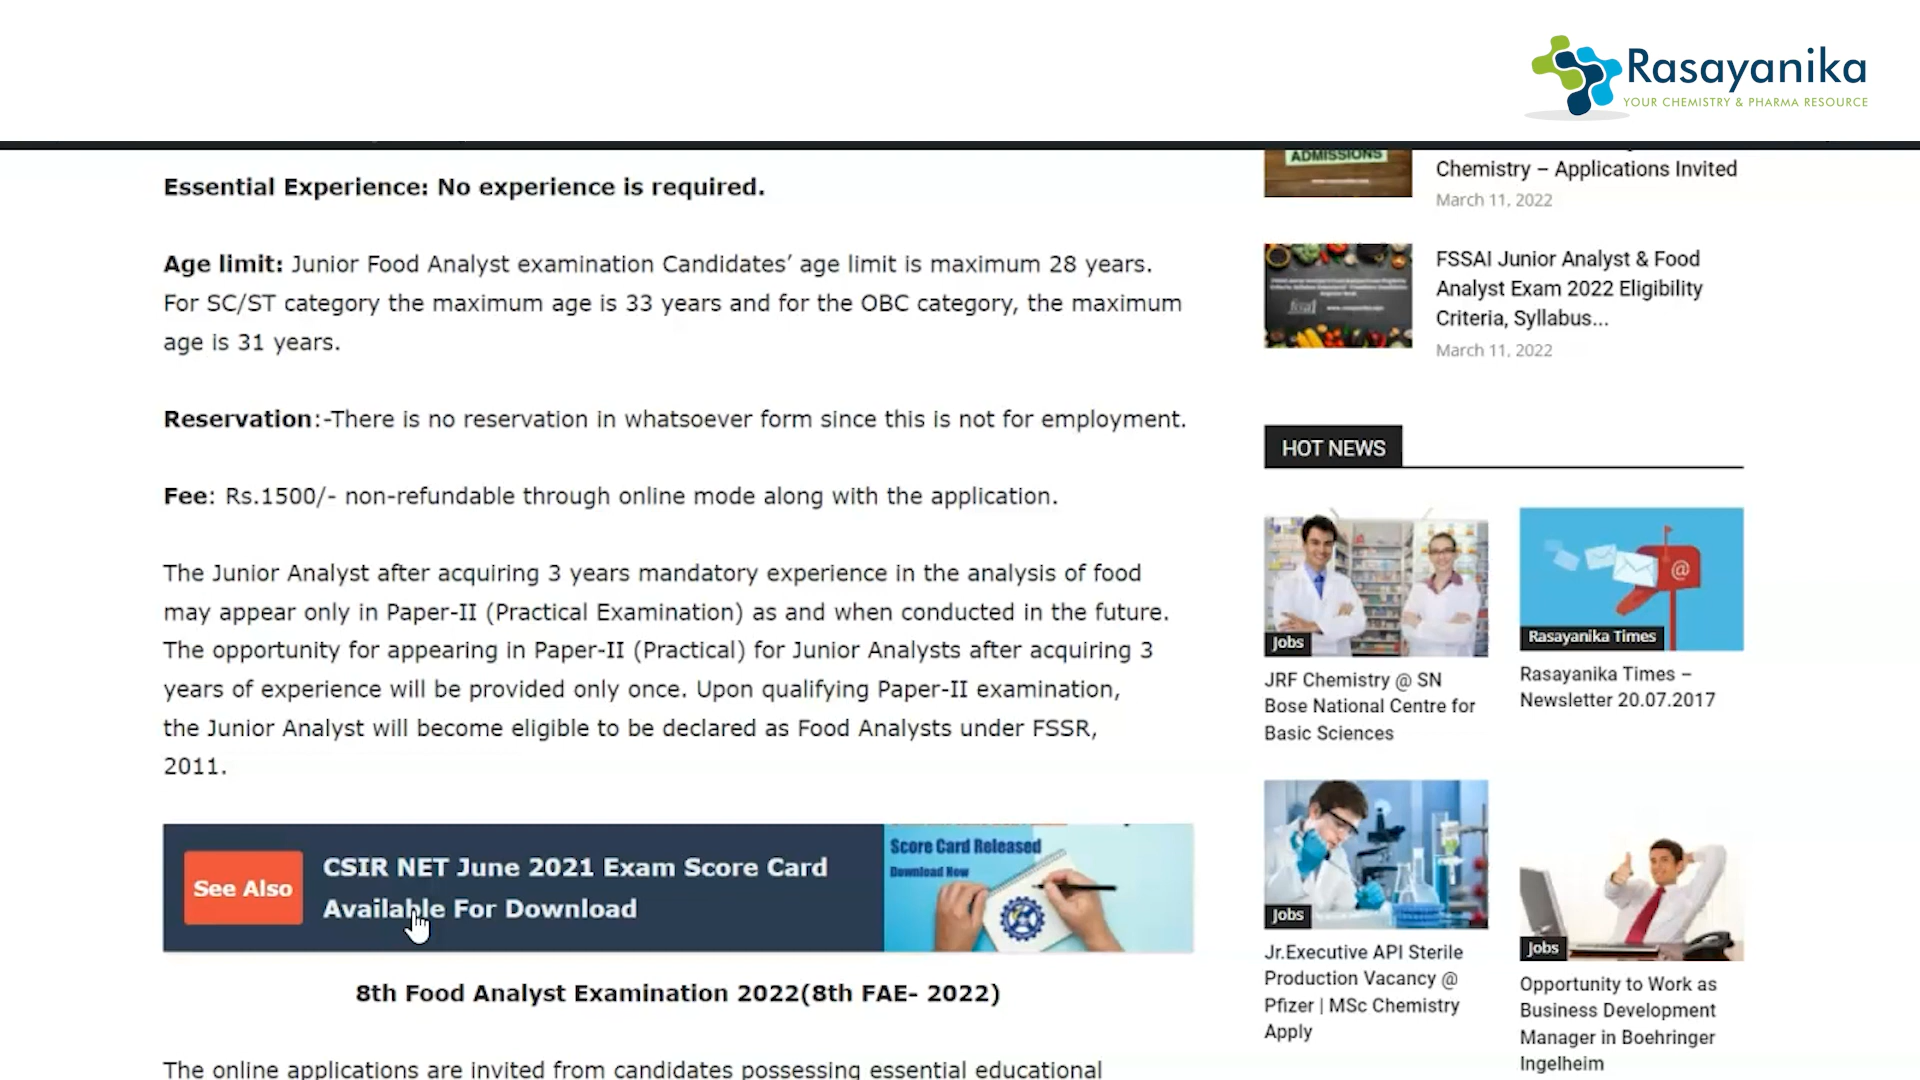 Rasayanika
YOUR CHEMISTRY & PHARMA RESOURCE
Essential Experience: No experience is required.
Age limit: Junior Food Analyst examination Candidates’ age limit is maximum 28 years.
For SC/ST category the maximum age is 33 years and for the OBC category, the maximum
age is 31 years.
Reservation:-There is no reservation in whatsoever form since this is not for employment.
Fee: Rs.1500/- non-refundable through online mode along with the application.
The Junior Analyst after acquiring 3 years mandatory experience in the analysis of food
may appear only in Paper-II (Practical Examination) as and when conducted in the future.
The opportunity for appearing in Paper-II (Practical) for Junior Analysts after acquiring 3
years of experience will be provided only once. Upon qualifying Paper-II examination,
the Junior Analyst will become eligible to be declared as Food Analysts under FSSR,
2011.
See Also
CSIR NET June 2021 Exam Score Card
Available For Download
Score Card Released
Download Now
8th Food Analyst Examination 2022(8th FAE- 2022)
The online applications are invited from candidates possessing essential educational
ADMISSIONS
Chemistry – Applications Invited
March 11, 2022
FSSAI Junior Analyst & Food
Analyst Exam 2022 Eligibility
Criteria, Syllabus...
March 11, 2022
HOT NEWS
Jobs
JRF Chemistry @ SN
Bose National Centre for
Basic Sciences
@
Rasayanika Times
Rasayanika Times –
Newsletter 20.07.2017
Jobs
Jr.Executive API Sterile
Production Vacancy @
Pfizer | MSc Chemistry
Apply
Jobs
Opportunity to Work as
Business Development
Manager in Boehringer
Ingelheim